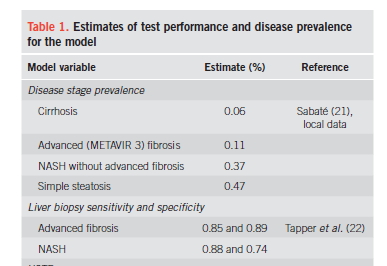 Table 1. Estimates of test performance and disease prevalence
for the model
Model variable Estimate (%) Reference
Disease stage prevalence
Cirrhosis 0.06 Sabaté (21),
local data
Advanced (METAVIR 3) fibrosis 0.11
NASH without advanced fibrosis 0.37
Simple steatosis 0.47
Liver biopsy sensitivity and specificity
Advanced fibrosis 0.85 and 0.89 Tapper et al. (22)
NASH 0.88 and 0.74